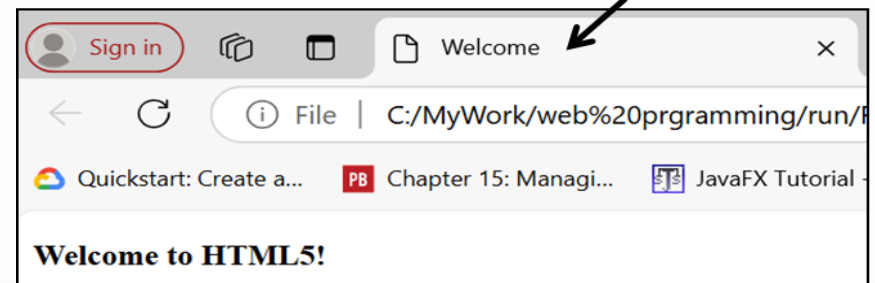 Sign in Welcome
File | C:/MyWork/web%20prgramming/run/
Quickstart: Create a... PB Chapter 15: Managi... JavaFX Tutorial -
Welcome to HTML5!